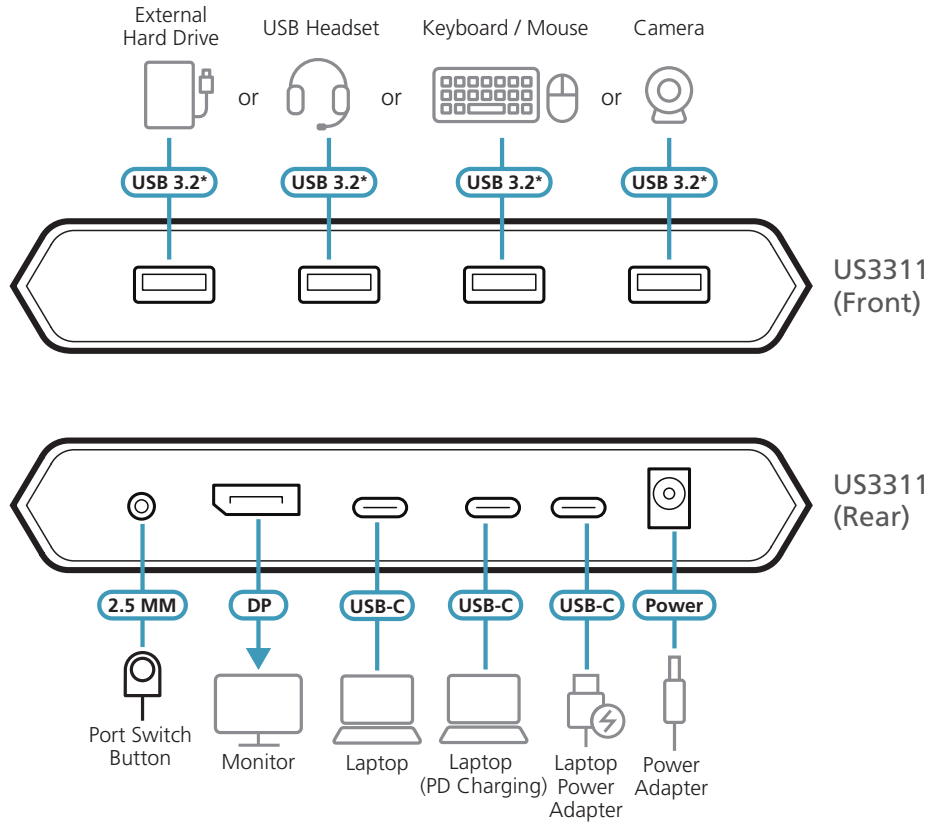 External
Hard Drive
USB Headset
Keyboard / Mouse
Camera
or
or
or
USB 3.2*
USB 3.2*
USB 3.2*
USB 3.2*
US3311
(Front)
US3311
(Rear)
2.5 MM
DP
USB-C
USB-C
USB-C
Power
Port Switch
Button
Monitor
Laptop
Laptop
(PD Charging)
Laptop
Power
Adapter
Power
Adapter